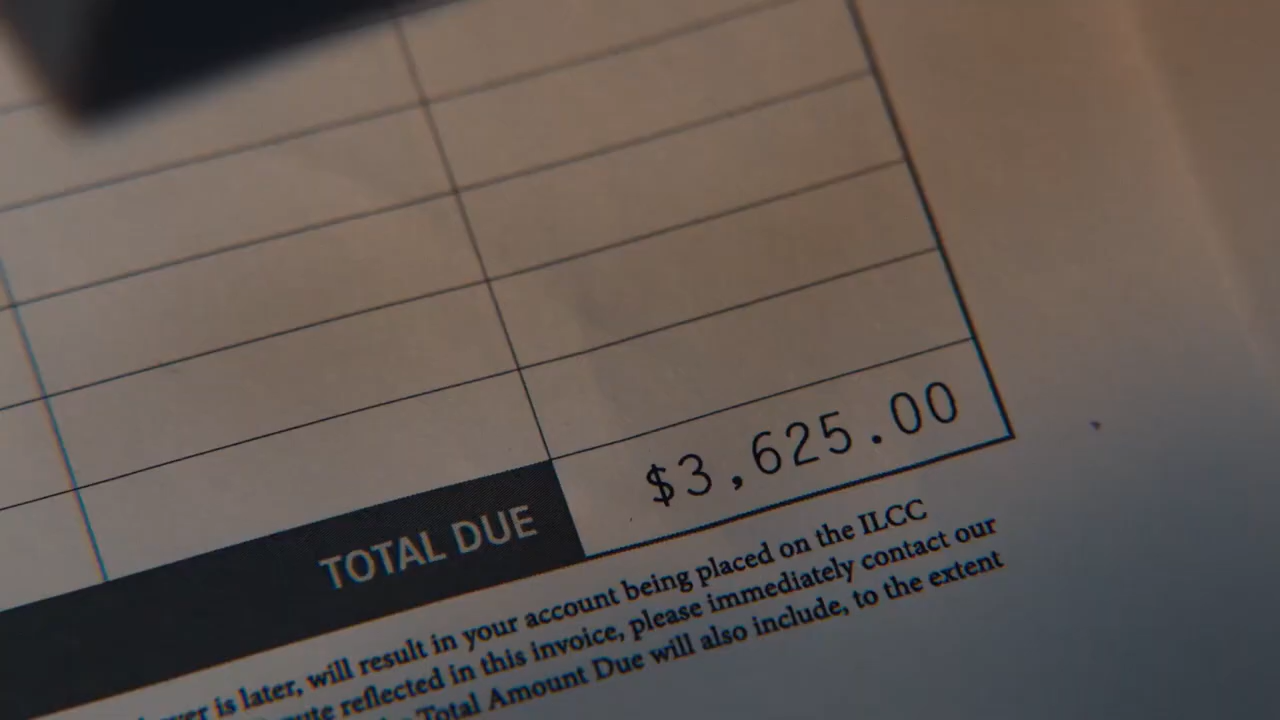 $3,625.00
TOTAL DUE
is later, will result in your account being placed on the ILCC
reflected in this invoice, please immediately contact our
Total Amount Due will also include, to the extent